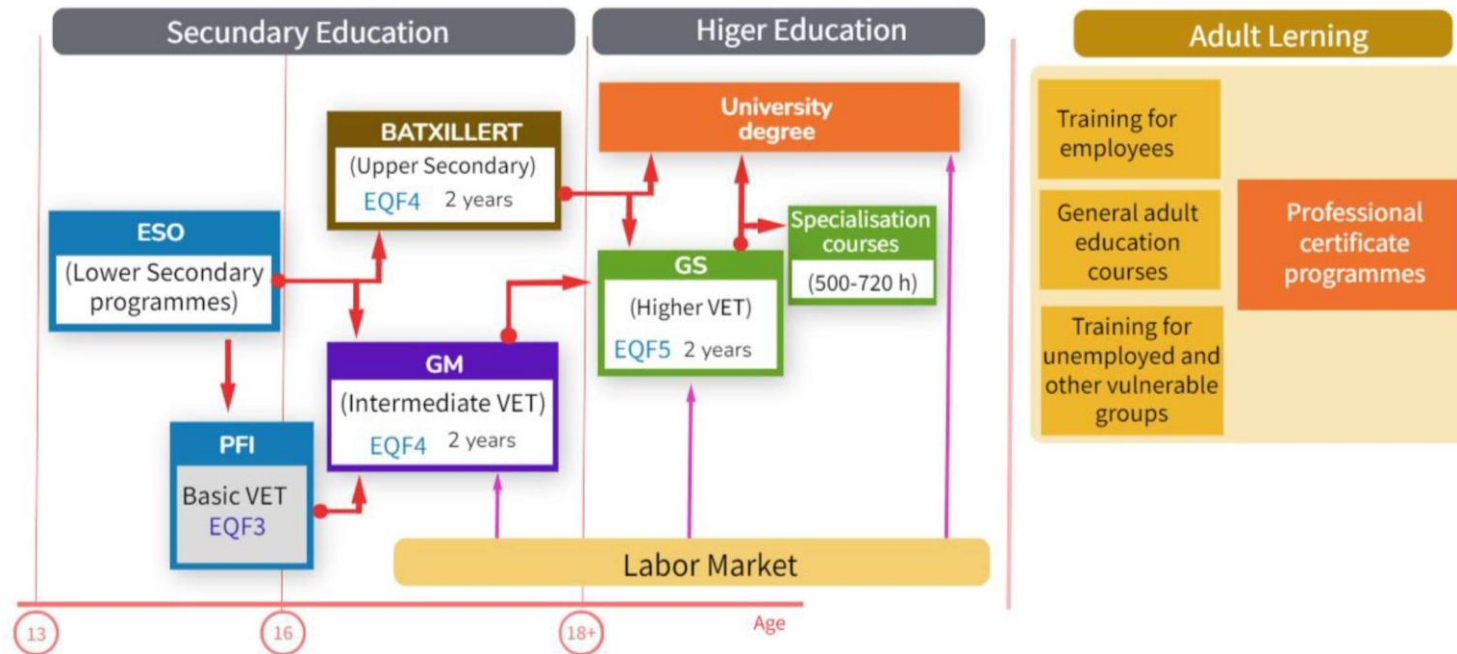 Secundary Education
Higer Education
Adult Lerning
BATXILLERT
(Upper Secondary)
EQF4 2 years
University
degree
Training for
employees
ESO
(Lower Secondary
programmes)
Specialisation
courses
(500-720 h)
General adult
education
courses
Professional
certificate
programmes
GS
(Higher VET)
EQF5 2 years
GM
(Intermediate VET)
EQF4 2 years
Training for
unemployed and
other vulnerable
groups
PFI
Basic VET
EQF3
Labor Market
13
16
18+
Age